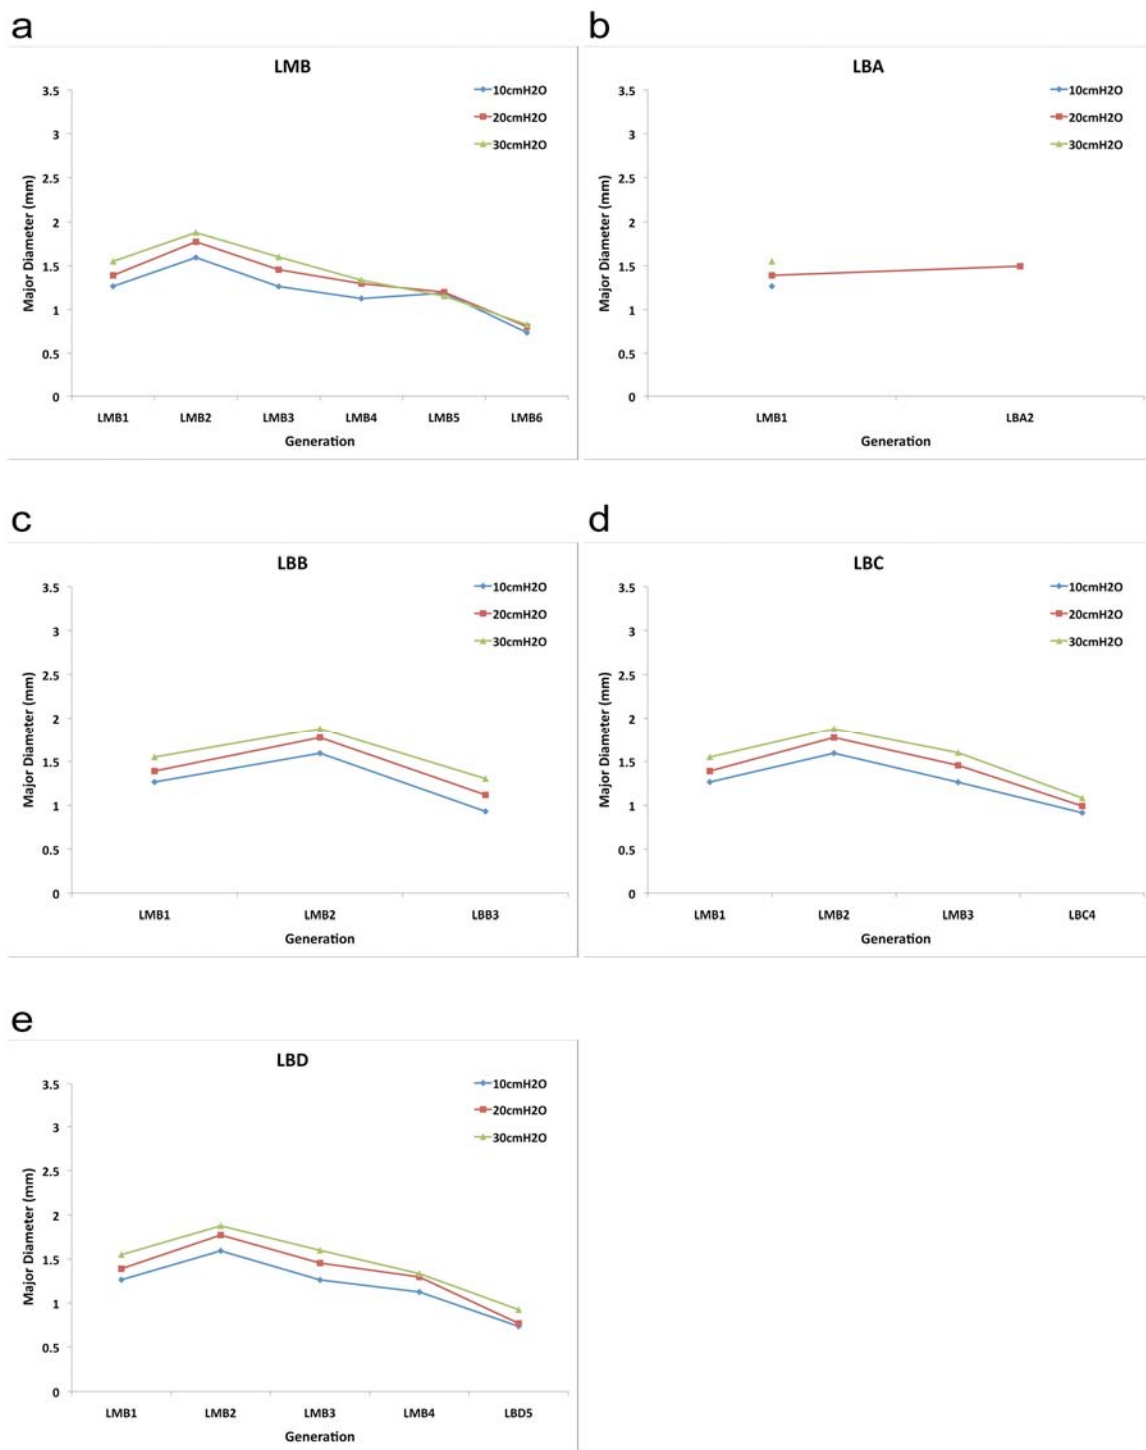 a
LMB
3.5
3
2.5
2
1.5
1
0.5
0
Major Diameter (mm)
10cmH2O
20cmH2O
30cmH2O
LMB1 LMB2 LMB3 LMB4 LMB5 LMB6
Generation
b
LBA
3.5
3
2.5
2
1.5
1
0.5
0
Major Diameter (mm)
10cmH2O
20cmH2O
30cmH2O
LMB1 LBA2
Generation
c
LBB
3.5
3
2.5
2
1.5
1
0.5
0
Major Diameter (mm)
10cmH2O
20cmH2O
30cmH2O
LMB1 LMB2 LBB3
Generation
d
LBC
3.5
3
2.5
2
1.5
1
0.5
0
Major Diameter (mm)
10cmH2O
20cmH2O
30cmH2O
LMB1 LMB2 LMB3 LBC4
Generation
e
LBD
3.5
3
2.5
2
1.5
1
0.5
0
Major Diameter (mm)
10cmH2O
20cmH2O
30cmH2O
LMB1 LMB2 LMB3 LMB4 LBD5
Generation